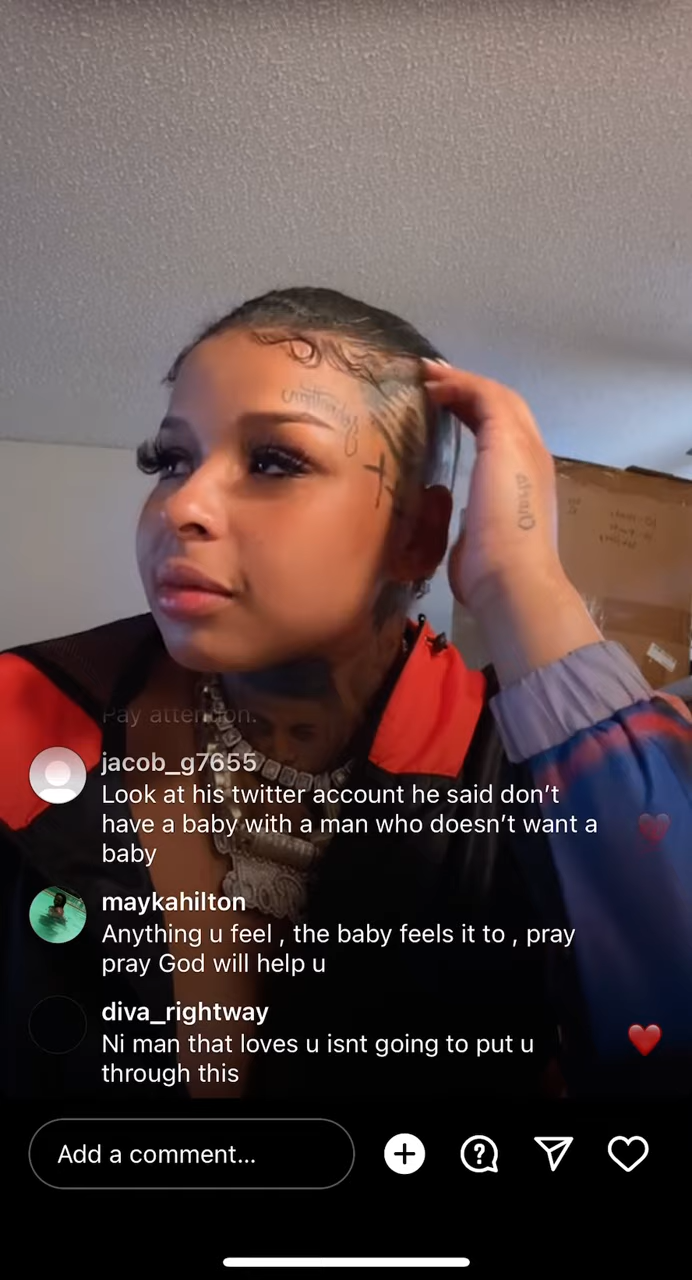 Pay attention.
jacob_g7655
Look at his twitter account he said don’t
have a baby with a man who doesn’t want a
baby
maykahilton
Anything u feel , the baby feels it to , pray
pray God will help u
diva_rightway
Ni man that loves u isnt going to put u
through this
Add a comment...